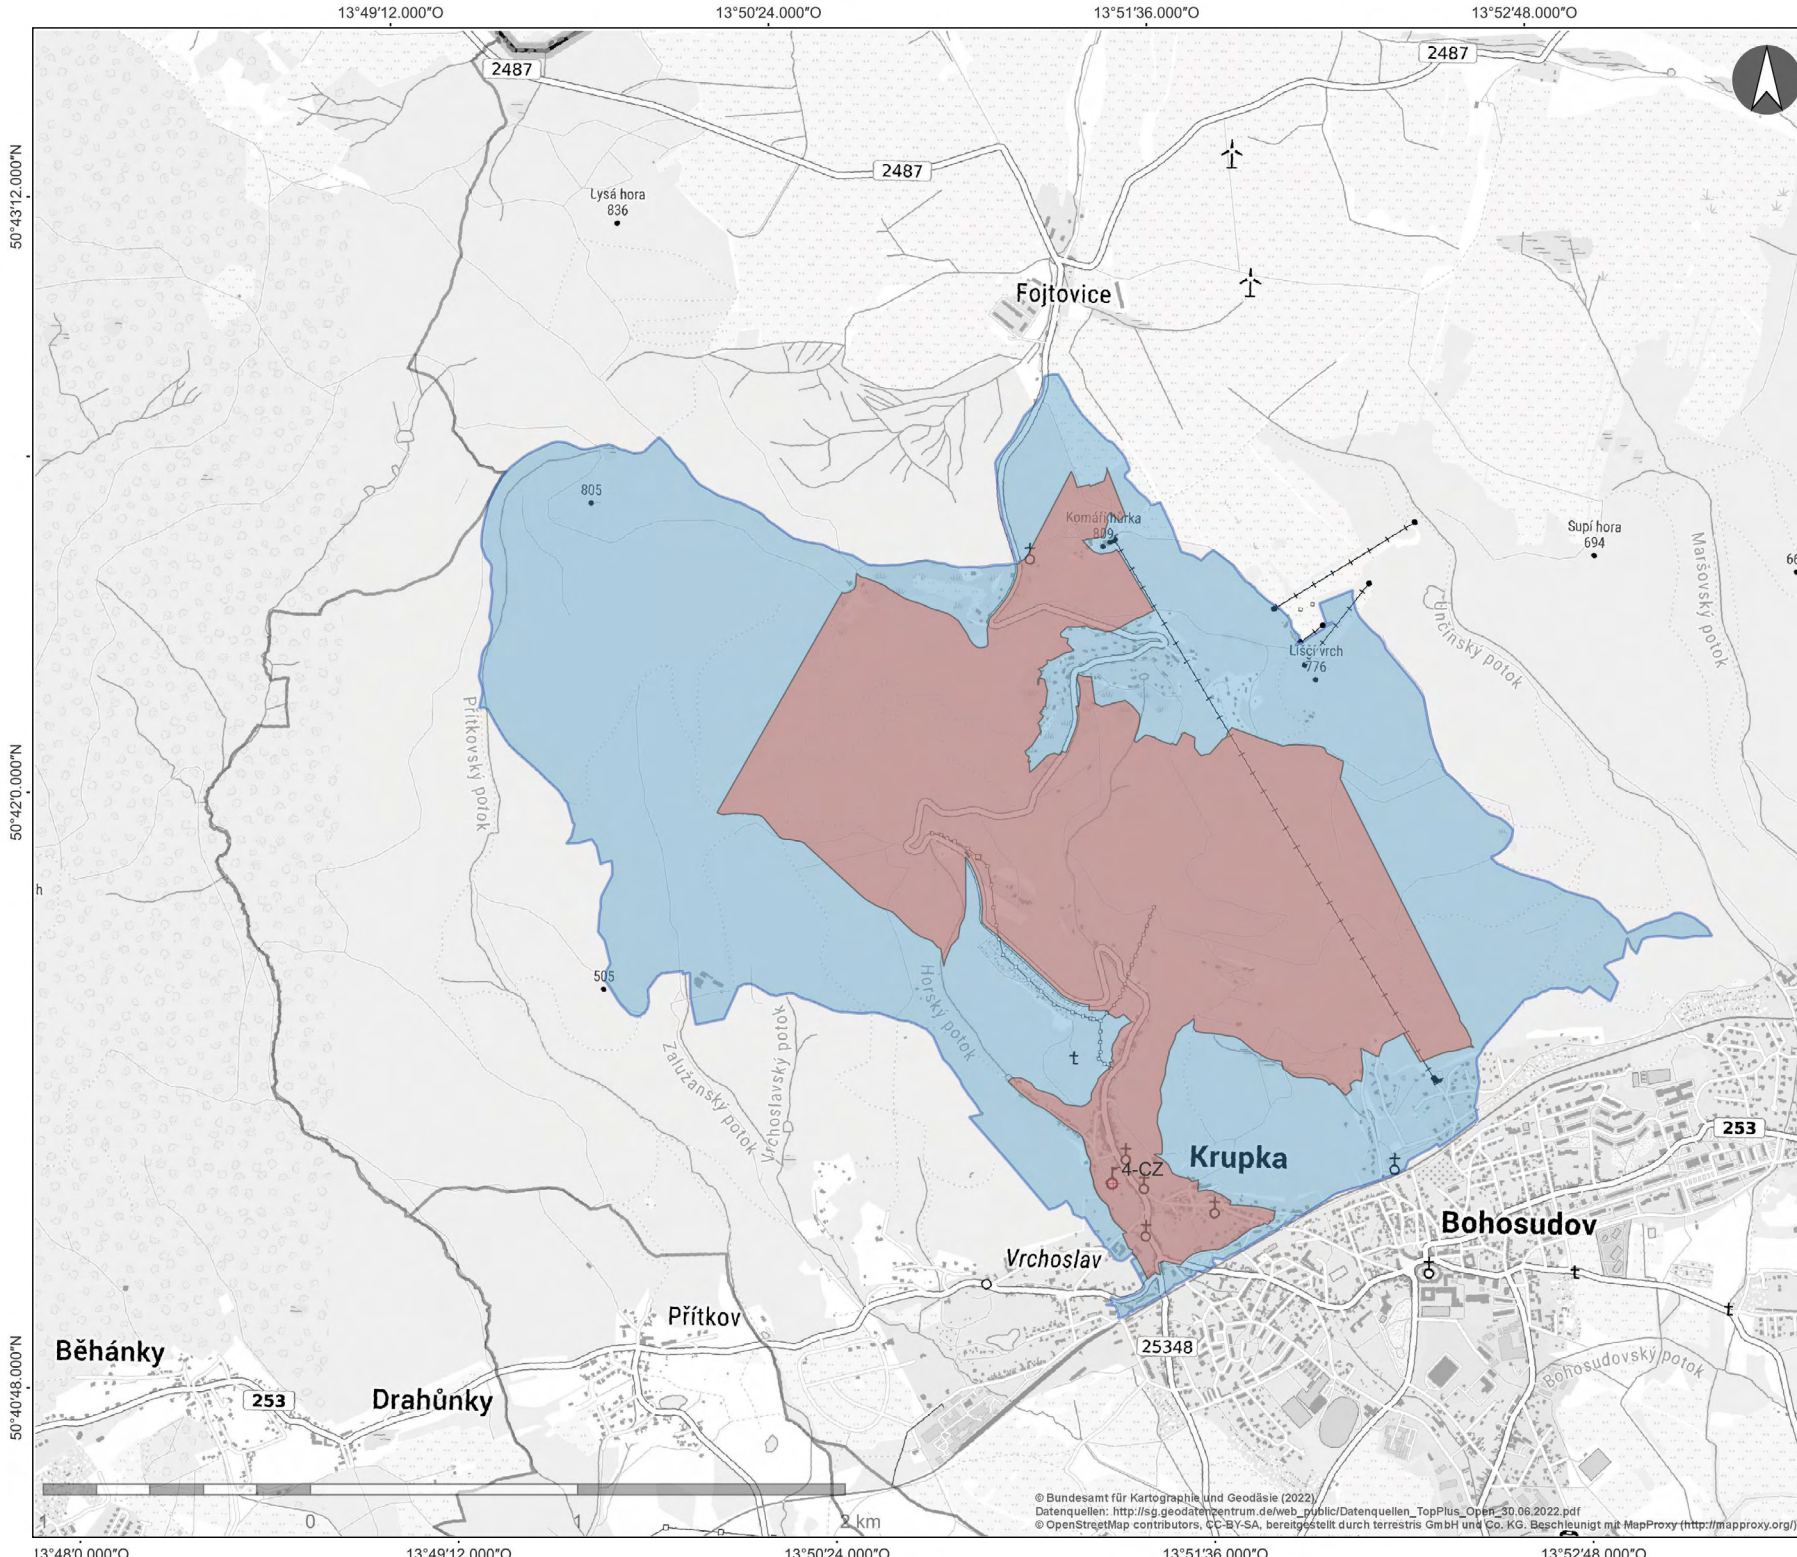 13°49'12.000"O
13°50'24.000"O
13°51'36.000"O
13°52'48.000"O
2487
2487
2487
50°43'12.000"N
Lysá hora
836
Fojtovice
805
Komáří hůrka
809
Supí hora
694
66
Maršovský potok
Unčínský potok
Liščí vrch
776
Přítkovský potok
50°42'0.000"N
h
505
Horský potok
Zalužanský potok
Vrchoslavský potok
253
Krupka
4-CZ
Bohosudov
Vrchoslav
Přítkov
Běhánky
25348
Bohosudovský potok
253
Drahůnky
50°40'48.000"N
1
0
1
2 km
© Bundesamt für Kartographie und Geodäsie (2022)
Datenquellen: http://sg.geodatenzentrum.de/web_public/Datenquellen_TopPlus_Open_30.06.2022.pdf
© OpenStreetMap contributors, CC-BY-SA, bereitgestellt durch terrestris GmbH und Co. KG. Beschleunigt mit MapProxy (http://mapproxy.org/)
13°48'0.000"O
13°49'12.000"O
13°50'24.000"O
13°51'36.000"O
13°52'48.000"O